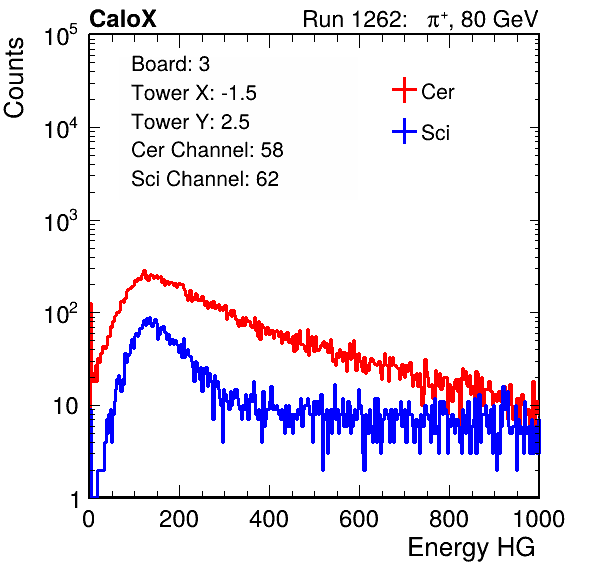 CaloX Run 1262: π⁺, 80 GeV
Counts
Board: 3
Tower X: -1.5
Tower Y: 2.5
Cer Channel: 58
Sci Channel: 62
Cer
Sci
10⁵
10⁴
10³
10²
10
1
0 200 400 600 800 1000
Energy HG